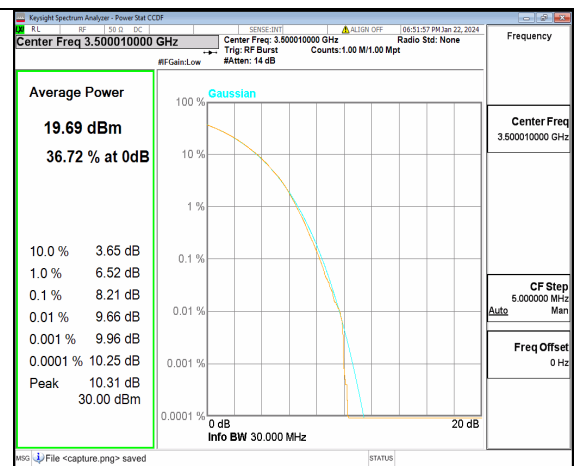 Keysight Spectrum Analyzer - Power Stat CCDF
RL RF 50 Ω DC SENSE:INT ALIGN OFF 06:51:57 PM Jan 22, 2024
Center Freq 3.500010000 GHz
Center Freq: 3.500010000 GHz Radio Std: None
Trig: RF Burst Counts:1.00 M/1.00 Mpt
#IFGain:Low #Atten: 14 dB
Frequency
Average Power
19.69 dBm
36.72 % at 0dB
10.0 % 3.65 dB
1.0 % 6.52 dB
0.1 % 8.21 dB
0.01 % 9.66 dB
0.001 % 9.96 dB
0.0001 % 10.25 dB
Peak 10.31 dB
30.00 dBm
Gaussian
100 %
10 %
1 %
0.1 %
0.01 %
0.001 %
0.0001 %
0 dB 20 dB
Info BW 30.000 MHz
Center Freq
3.500010000 GHz
CF Step
5.000000 MHz
Auto Man
Freq Offset
0 Hz
MSG File <capture.png> saved STATUS